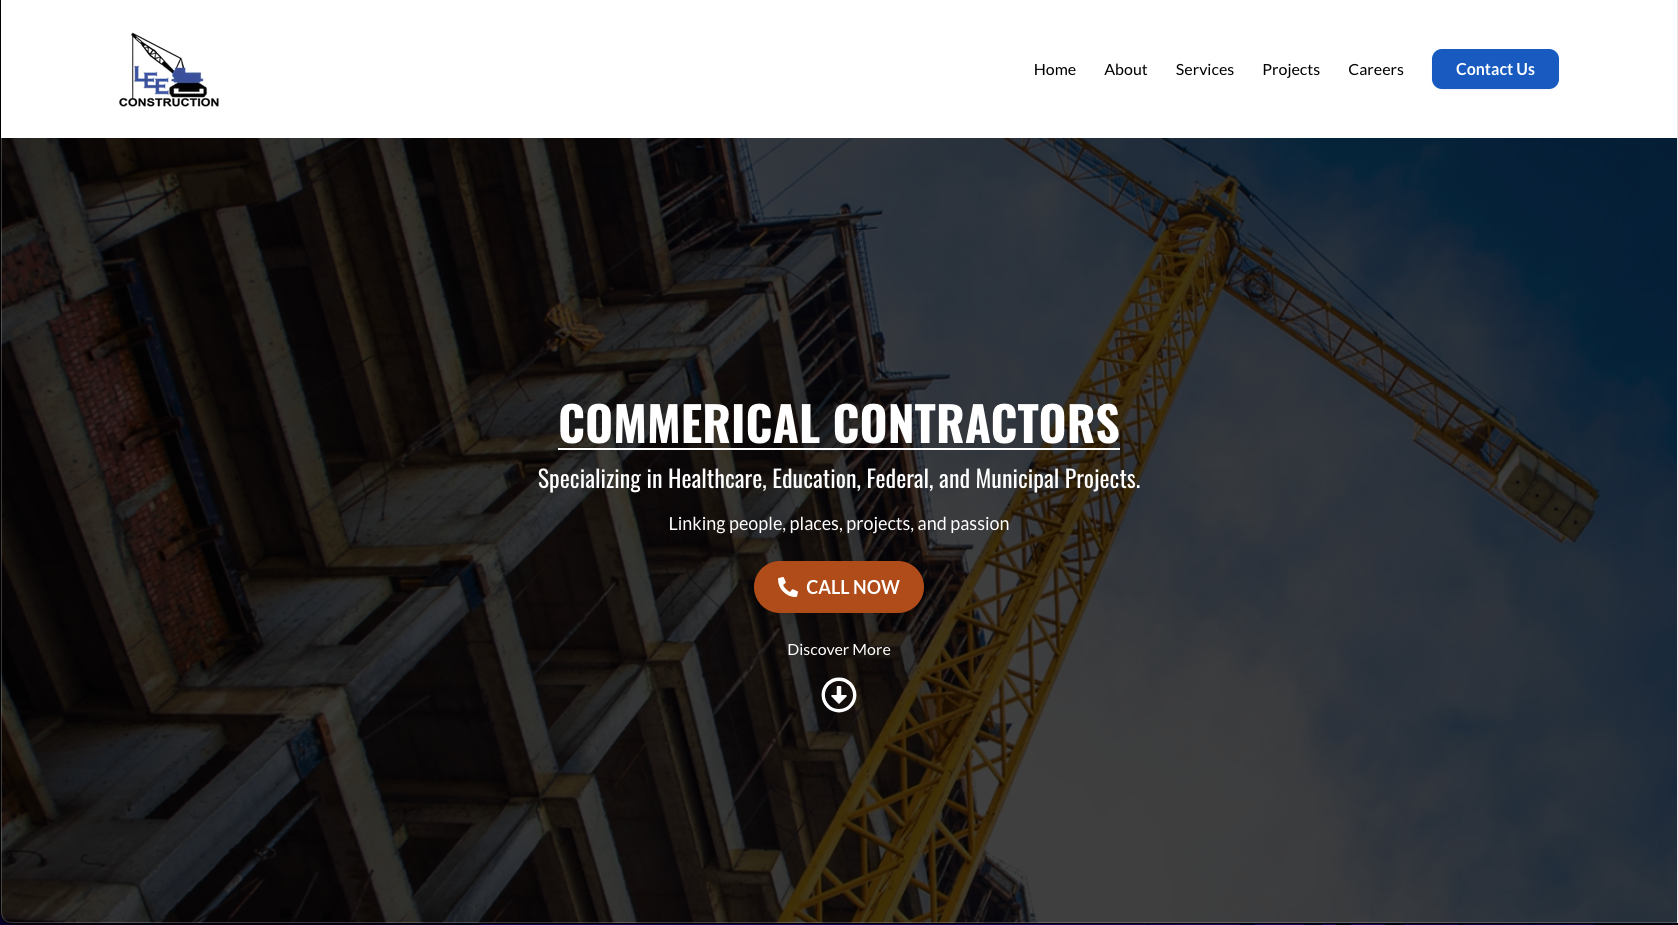 LEE
CONSTRUCTION
Home About Services Projects Careers Contact Us
COMMERICAL CONTRACTORS
Specializing in Healthcare, Education, Federal, and Municipal Projects.
Linking people, places, projects, and passion
CALL NOW
Discover More